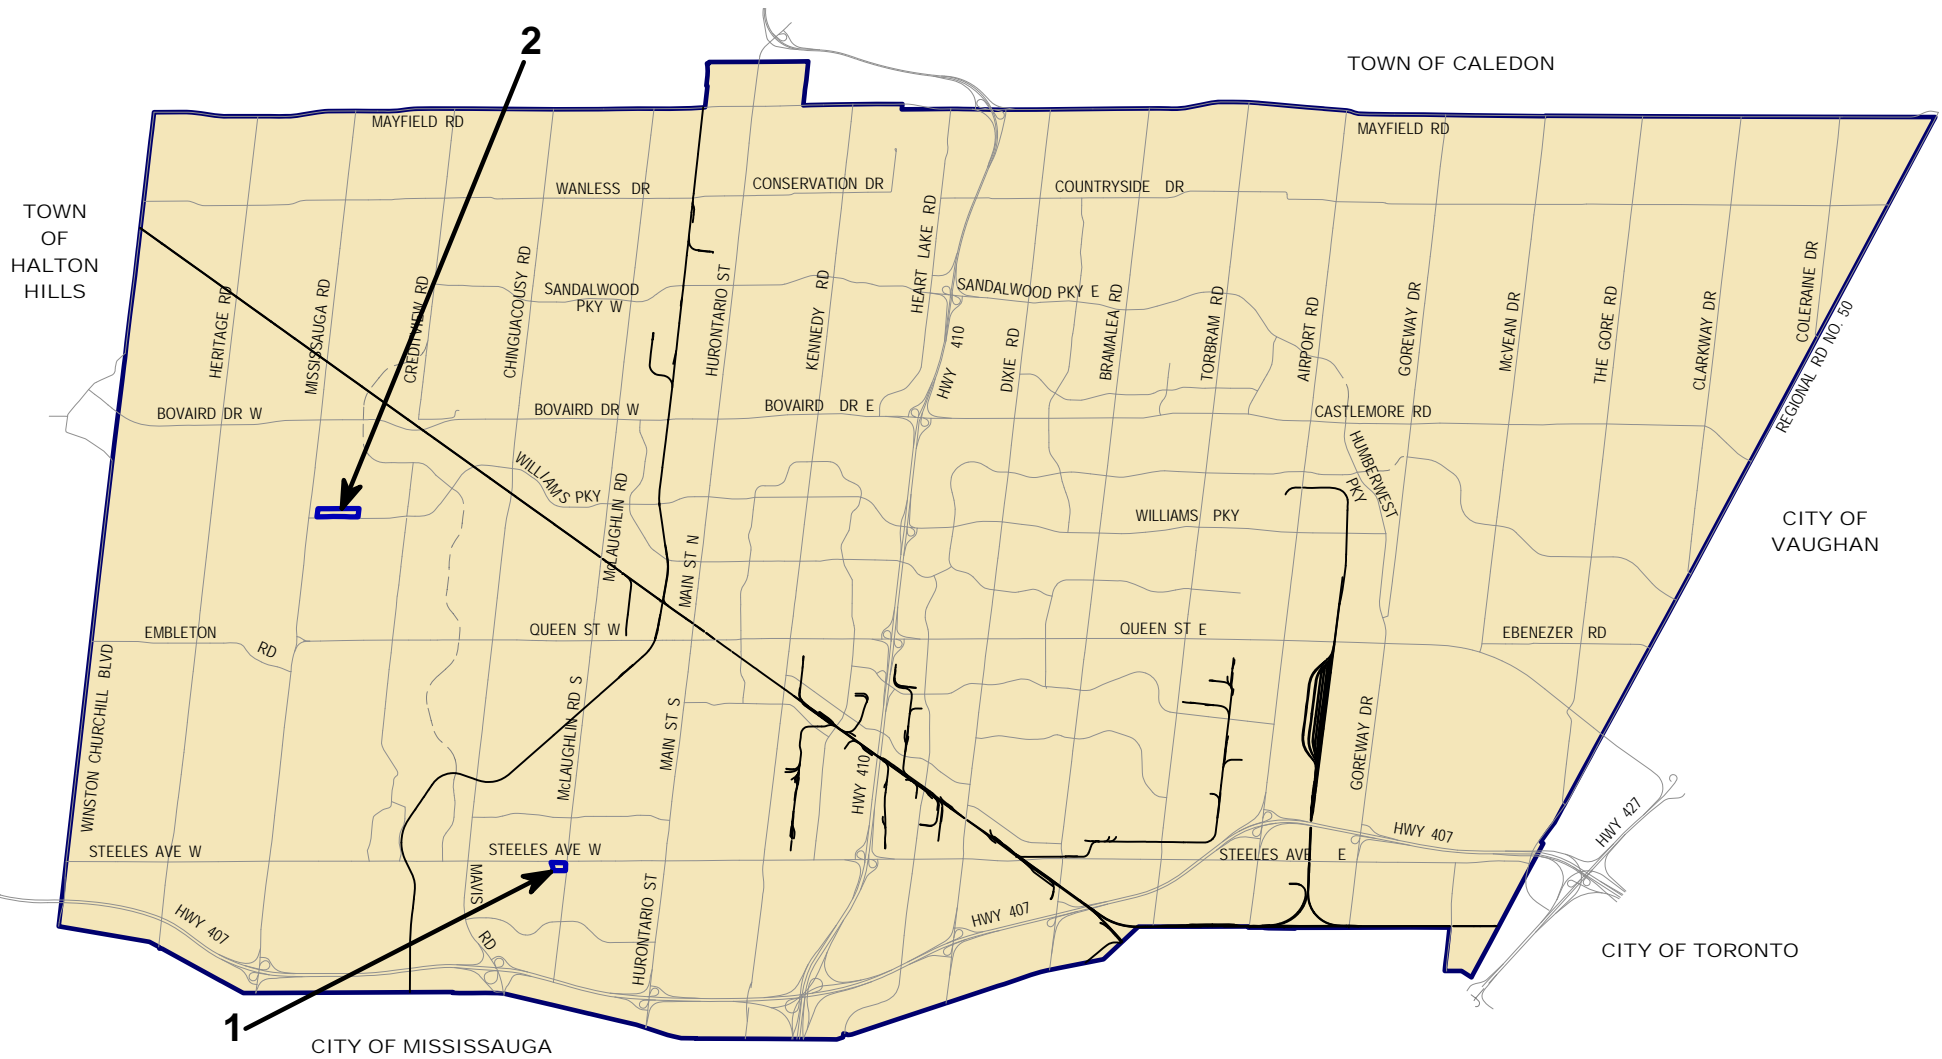 2
TOWN OF CALEDON
MAYFIELD RD
MAYFIELD RD
WANLESS DR
CONSERVATION DR
COUNTRYSIDE DR
TOWN
OF
HALTON
HILLS
HERITAGE RD
MISSISSAUGA RD
CREDITVIEW RD
CHINGUACOUSY RD
SANDALWOOD
PKY W
HURONTARIO ST
KENNEDY RD
HEART LAKE RD
HWY 410
SANDALWOOD PKY E
DIXIE RD
BRAMALEA RD
TORBRAM RD
AIRPORT RD
GOREWAY DR
McVEAN DR
THE GORE RD
CLARKWAY DR
COLERAINE DR
REGIONAL RD NO. 50
BOVAIRD DR W
BOVAIRD DR W
BOVAIRD DR E
CASTLEMORE RD
WILLIAMS PKY
McLAUGHLIN RD
MAIN ST N
WILLIAMS PKY
HUMBERWEST
PKY
CITY OF
VAUGHAN
EMBLETON
RD
QUEEN ST W
QUEEN ST E
EBENEZER RD
WINSTON CHURCHILL BLVD
McLAUGHLIN RD S
MAIN ST S
HWY 410
GOREWAY DR
STEELES AVE W
STEELES AVE W
STEELES AVE E
HWY 407
HWY 427
MAVIS
RD
HURONTARIO ST
HWY 407
HWY 407
CITY OF TORONTO
1
CITY OF MISSISSAUGA